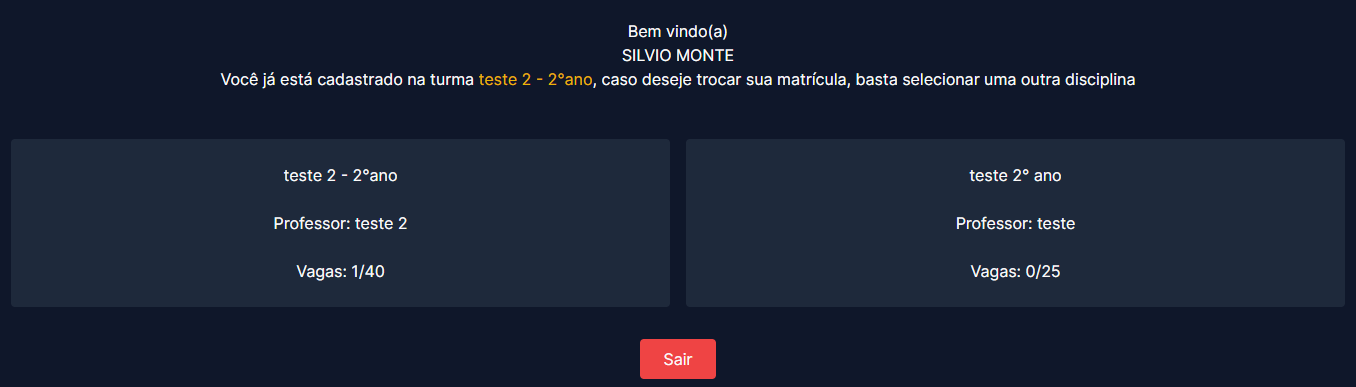 Bem vindo(a)
SILVIO MONTE
Você já está cadastrado na turma teste 2 - 2°ano, caso deseje trocar sua matrícula, basta selecionar uma outra disciplina
teste 2 - 2°ano
Professor: teste 2
Vagas: 1/40
teste 2° ano
Professor: teste
Vagas: 0/25
Sair